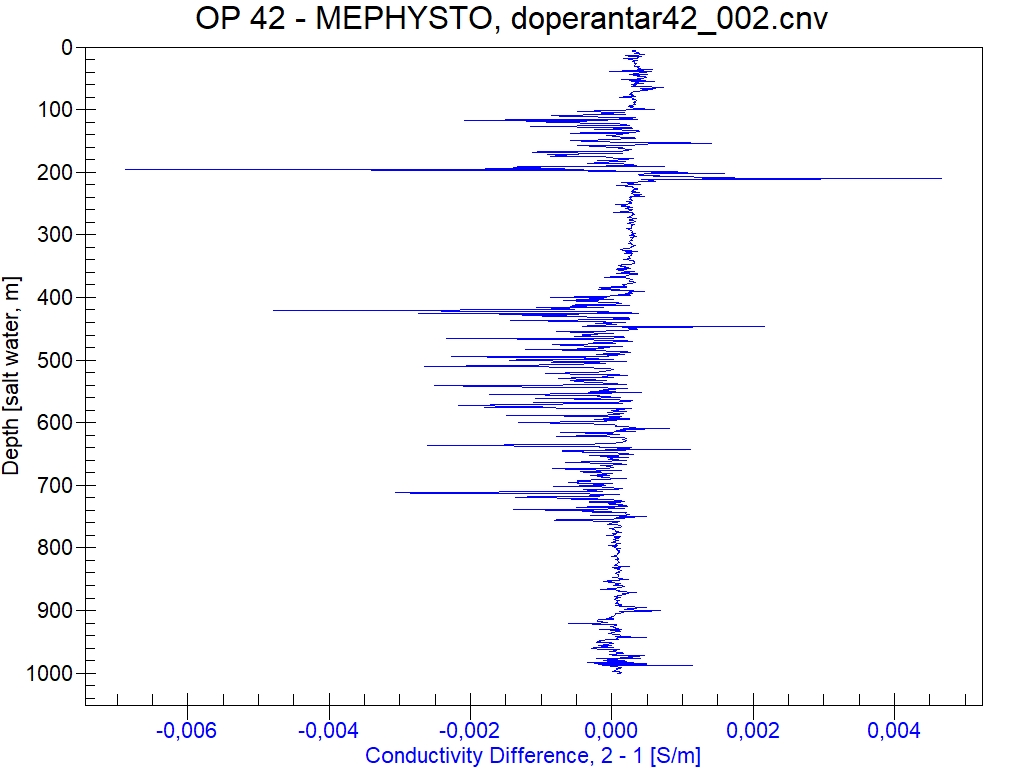 OP 42 - MEPHYSTO, doperantar42_002.cnv
0
100
200
300
400
500
600
700
800
900
1000
Depth [salt water, m]
-0,006 -0,004 -0,002 0,000 0,002 0,004
Conductivity Difference, 2 - 1 [S/m]